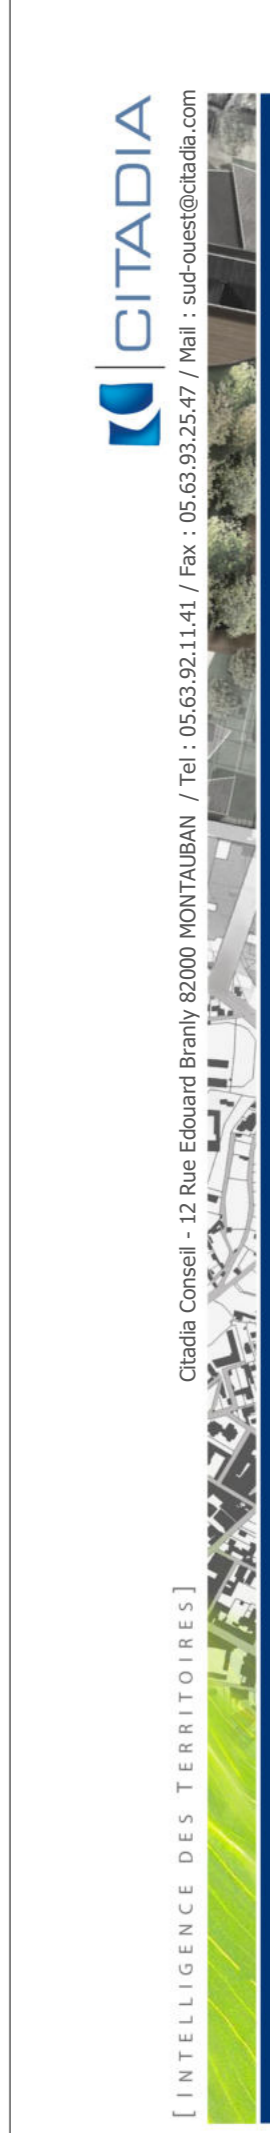 CITADIA
Citadia Conseil - 12 Rue Edouard Branly 82000 MONTAUBAN / Tel : 05.63.92.11.41 / Fax : 05.63.93.25.47 / Mail : sud-ouest@citadia.com
[ INTELLIGENCE DES TERRITOIRES]